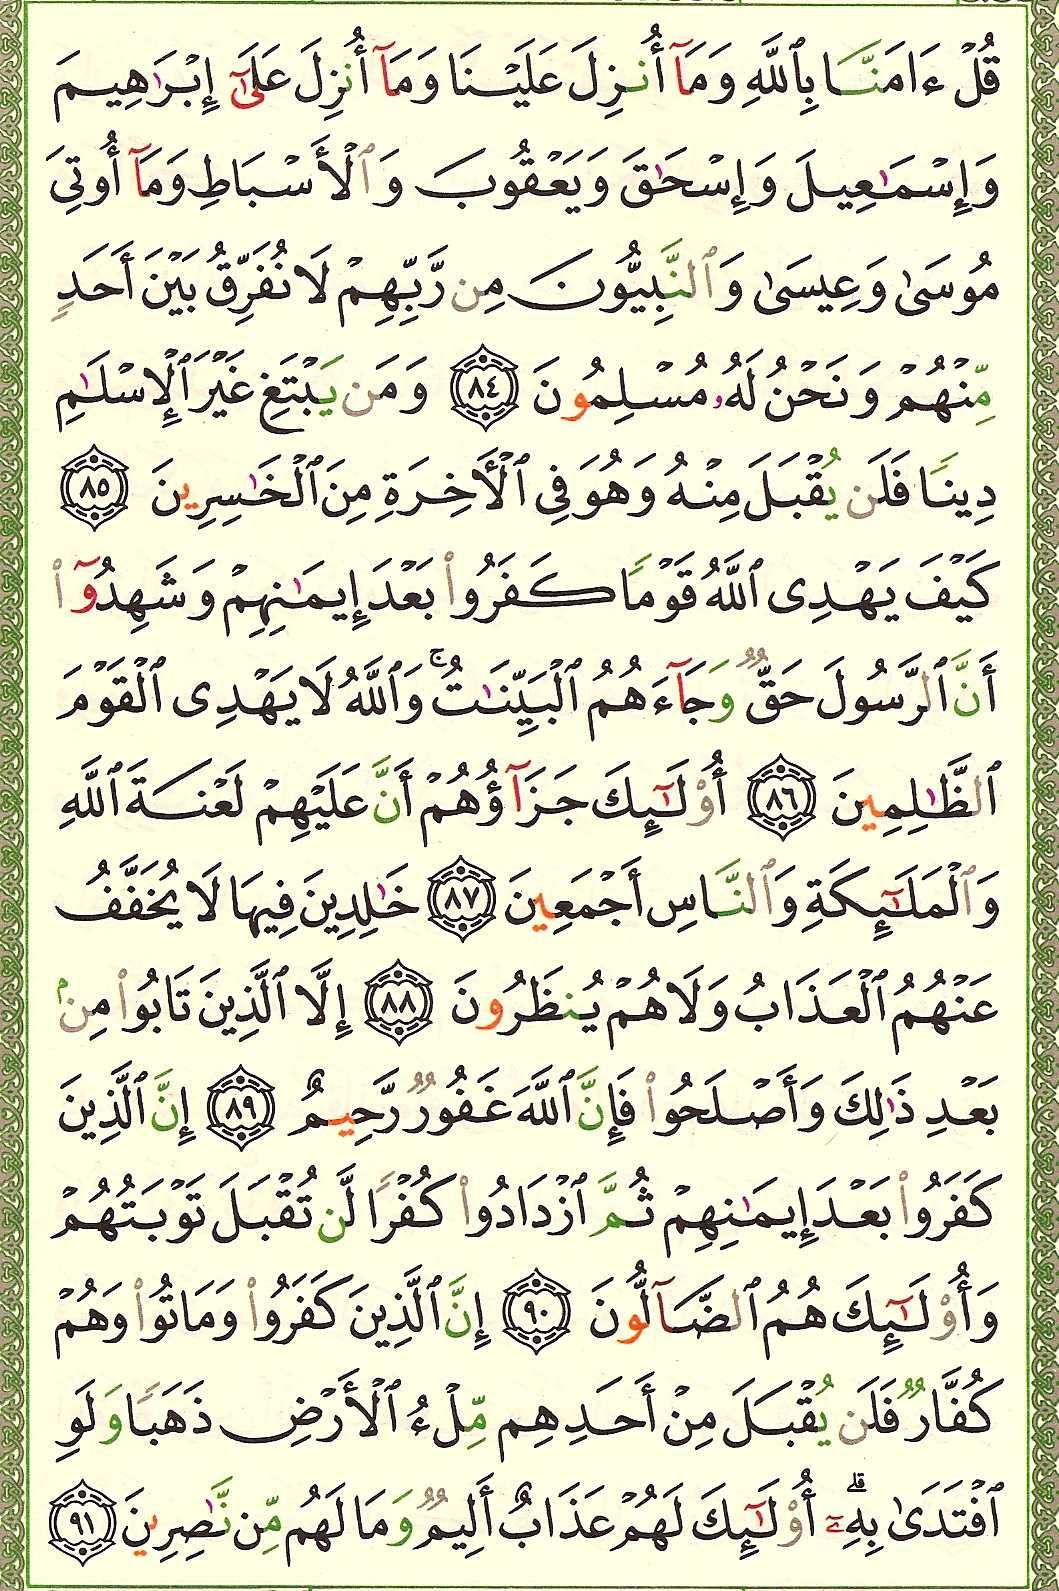 قُلْ ءَامَنَّا بِٱللَّهِ وَمَآ أُنزِلَ عَلَيْنَا وَمَآ أُنزِلَ عَلَىٰٓ إِبْرَٰهِيمَ
وَإِسْمَٰعِيلَ وَإِسْحَٰقَ وَيَعْقُوبَ وَٱلْأَسْبَاطِ وَمَآ أُوتِىَ
مُوسَىٰ وَعِيسَىٰ وَٱلنَّبِيُّونَ مِن رَّبِّهِمْ لَا نُفَرِّقُ بَيْنَ أَحَدٍ
مِّنْهُمْ وَنَحْنُ لَهُۥ مُسْلِمُونَ ٨٤ وَمَن يَبْتَغِ غَيْرَ ٱلْإِسْلَٰمِ
دِينًا فَلَن يُقْبَلَ مِنْهُ وَهُوَ فِى ٱلْأَخِرَةِ مِنَ ٱلْخَٰسِرِينَ ٨٥
كَيْفَ يَهْدِى ٱللَّهُ قَوْمًا كَفَرُوا۟ بَعْدَ إِيمَٰنِهِمْ وَشَهِدُوٓا۟
أَنَّ ٱلرَّسُولَ حَقٌّ وَجَآءَهُمُ ٱلْبَيِّنَٰتُ ۚ وَٱللَّهُ لَا يَهْدِى ٱلْقَوْمَ
ٱلظَّٰلِمِينَ ٨٦ أُو۟لَٰٓئِكَ جَزَآؤُهُمْ أَنَّ عَلَيْهِمْ لَعْنَةَ ٱللَّهِ
وَٱلْمَلَٰٓئِكَةِ وَٱلنَّاسِ أَجْمَعِينَ ٨٧ خَٰلِدِينَ فِيهَا لَا يُخَفَّفُ
عَنْهُمُ ٱلْعَذَابُ وَلَا هُمْ يُنظَرُونَ ٨٨ إِلَّا ٱلَّذِينَ تَابُوا۟ مِنۢ
بَعْدِ ذَٰلِكَ وَأَصْلَحُوا۟ فَإِنَّ ٱللَّهَ غَفُورٌ رَّحِيمٌ ٨٩ إِنَّ ٱلَّذِينَ
كَفَرُوا۟ بَعْدَ إِيمَٰنِهِمْ ثُمَّ ٱزْدَادُوا۟ كُفْرًا لَّن تُقْبَلَ تَوْبَتُهُمْ
وَأُو۟لَٰٓئِكَ هُمُ ٱلضَّآلُّونَ ٩٠ إِنَّ ٱلَّذِينَ كَفَرُوا۟ وَمَاتُوا۟ وَهُمْ
كُفَّارٌ فَلَن يُقْبَلَ مِنْ أَحَدِهِم مِّلْءُ ٱلْأَرْضِ ذَهَبًا وَلَوِ
ٱفْتَدَىٰ بِهِۦٓ ۗ أُو۟لَٰٓئِكَ لَهُمْ عَذَابٌ أَلِيمٌ وَمَا لَهُم مِّن نَّٰصِرِينَ ٩١